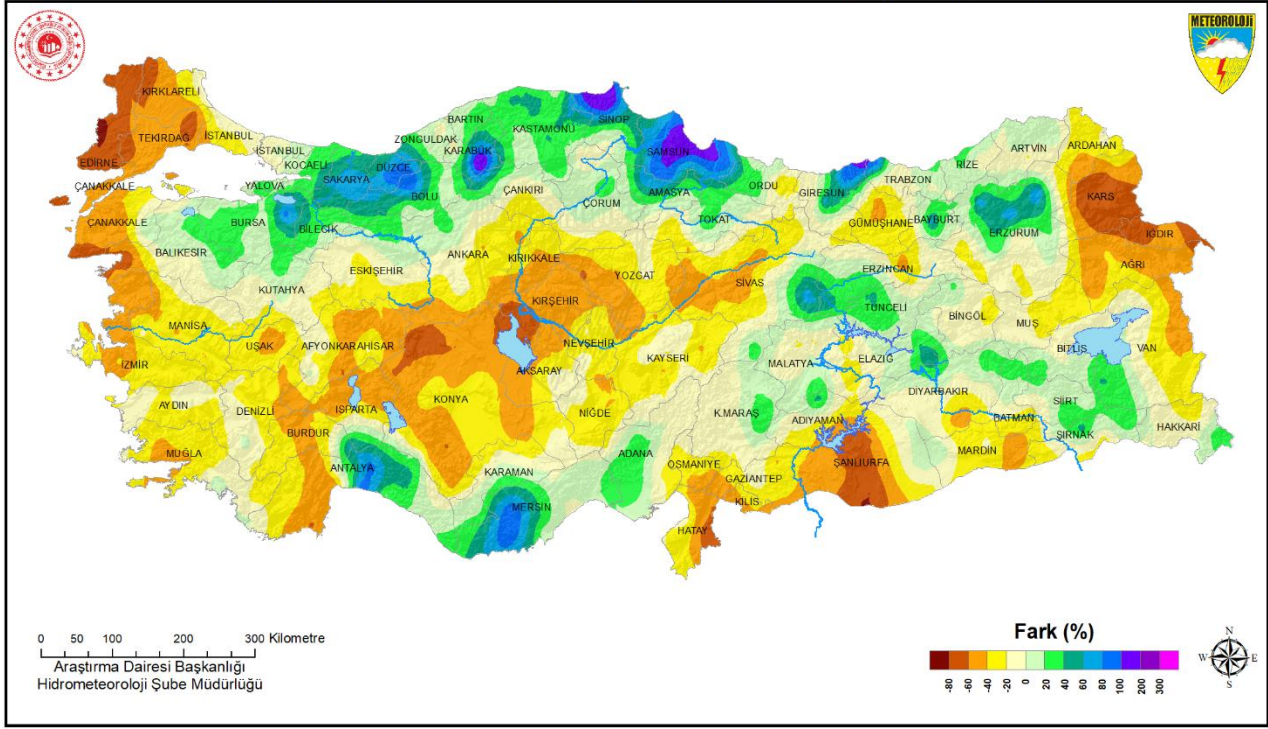 METEOROLOJİ
KIRKLARELİ
TEKİRDAĞ
İSTANBUL
EDİRNE
ÇANAKKALE
ÇANAKKALE
İSTANBUL
KOCAELİ
YALOVA
SAKARYA
DÜZCE
ZONGULDAK
BARTIN
KARABÜK
KASTAMONU
SİNOP
SAMSUN
BOLU
ÇANKIRI
ÇORUM
AMASYA
TOKAT
ORDU
GİRESUN
TRABZON
RİZE
ARTVİN
ARDAHAN
KARS
IĞDIR
GÜMÜŞHANE
BAYBURT
ERZURUM
AĞRI
BURSA
BİLECİK
BALIKESİR
KUTAHYA
ESKİŞEHİR
ANKARA
KIRIKKALE
YOZGAT
SİVAS
ERZİNCAN
TUNCELİ
BİNGÖL
MUŞ
BİTLİS
VAN
MANİSA
UŞAK
AFYONKARAHİSAR
KIRŞEHİR
NEVŞEHİR
KAYSERİ
MALATYA
ELAZIĞ
İZMİR
AKSARAY
AYDIN
DENİZLİ
ISPARTA
KONYA
NİĞDE
K.MARAŞ
ADIYAMAN
DİYARBAKIR
SİİRT
BATMAN
ŞIRNAK
HAKKARİ
BURDUR
MUĞLA
ANTALYA
KARAMAN
ADANA
OSMANİYE
GAZİANTEP
ŞANLIURFA
MARDİN
KİLİS
MERSİN
HATAY
0 50 100 200 300 Kilometre
Araştırma Dairesi Başkanlığı
Hidrometeoroloji Şube Müdürlüğü
Fark (%)
-80 -60 -40 -20 0 20 40 60 80 100 200 300
N
W E
S